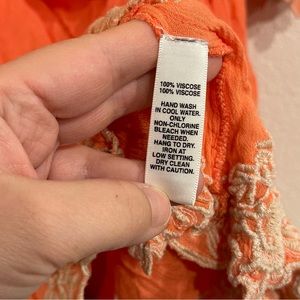 100% VISCOSE
100% VISCOSE
HAND WASH
IN COOL WATER.
ONLY
NON-CHLORINE
BLEACH WHEN
NEEDED.
HANG TO DRY.
IRON AT
LOW SETTING.
DRY CLEAN
WITH CAUTION.